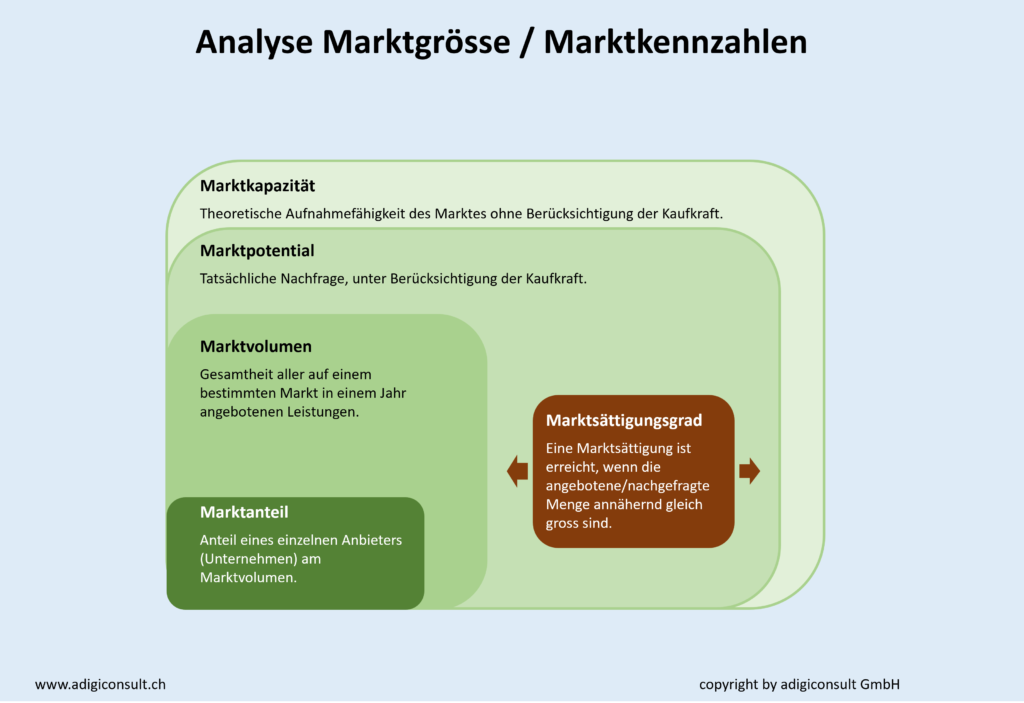 Analyse Marktgrösse / Marktkennzahlen
Marktkapazität
Theoretische Aufnahmefähigkeit des Marktes ohne Berücksichtigung der Kaufkraft.
Marktpotential
Tatsächliche Nachfrage, unter Berücksichtigung der Kaufkraft.
Marktvolumen
Gesamtheit aller auf einem
bestimmten Markt in einem Jahr
angebotenen Leistungen.
Marktsättigungsgrad
Eine Marktsättigung ist
erreicht, wenn die
angebotene/nachgefragte
Menge annähernd gleich
gross sind.
Marktanteil
Anteil eines einzelnen Anbieters
(Unternehmen) am
Marktvolumen.
www.adigiconsult.ch
copyright by adigiconsult GmbH